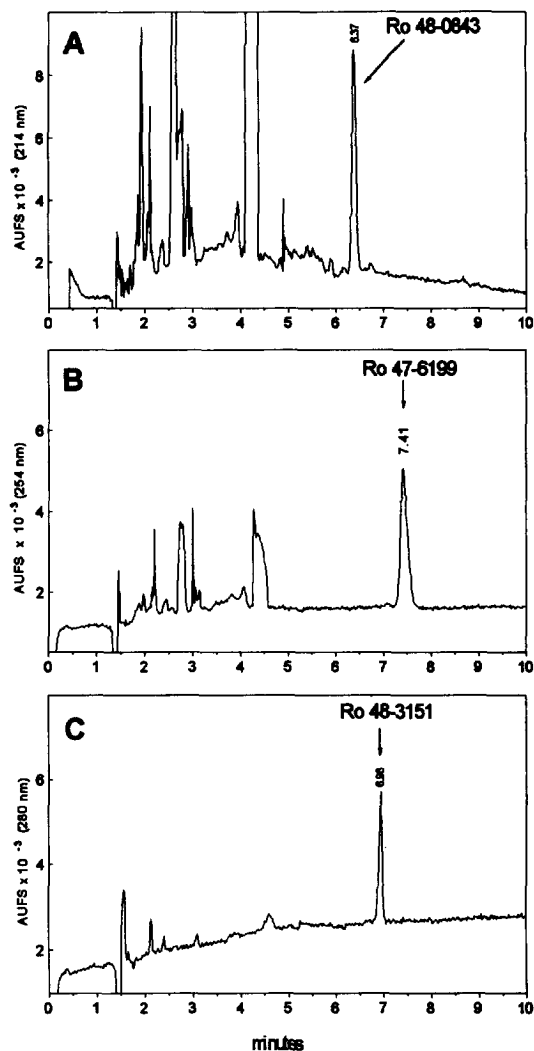 A
Ro 48-0843
6.37
AUFS x 10 -3 (214 nm)
8
6
4
2
0 1 2 3 4 5 6 7 8 9 10
B
Ro 47-6199
7.41
AUFS x 10 -3 (254 nm)
6
4
2
0 1 2 3 4 5 6 7 8 9 10
C
Ro 48-3151
6.96
AUFS x 10 -3 (280 nm)
6
4
2
0 1 2 3 4 5 6 7 8 9 10
minutes